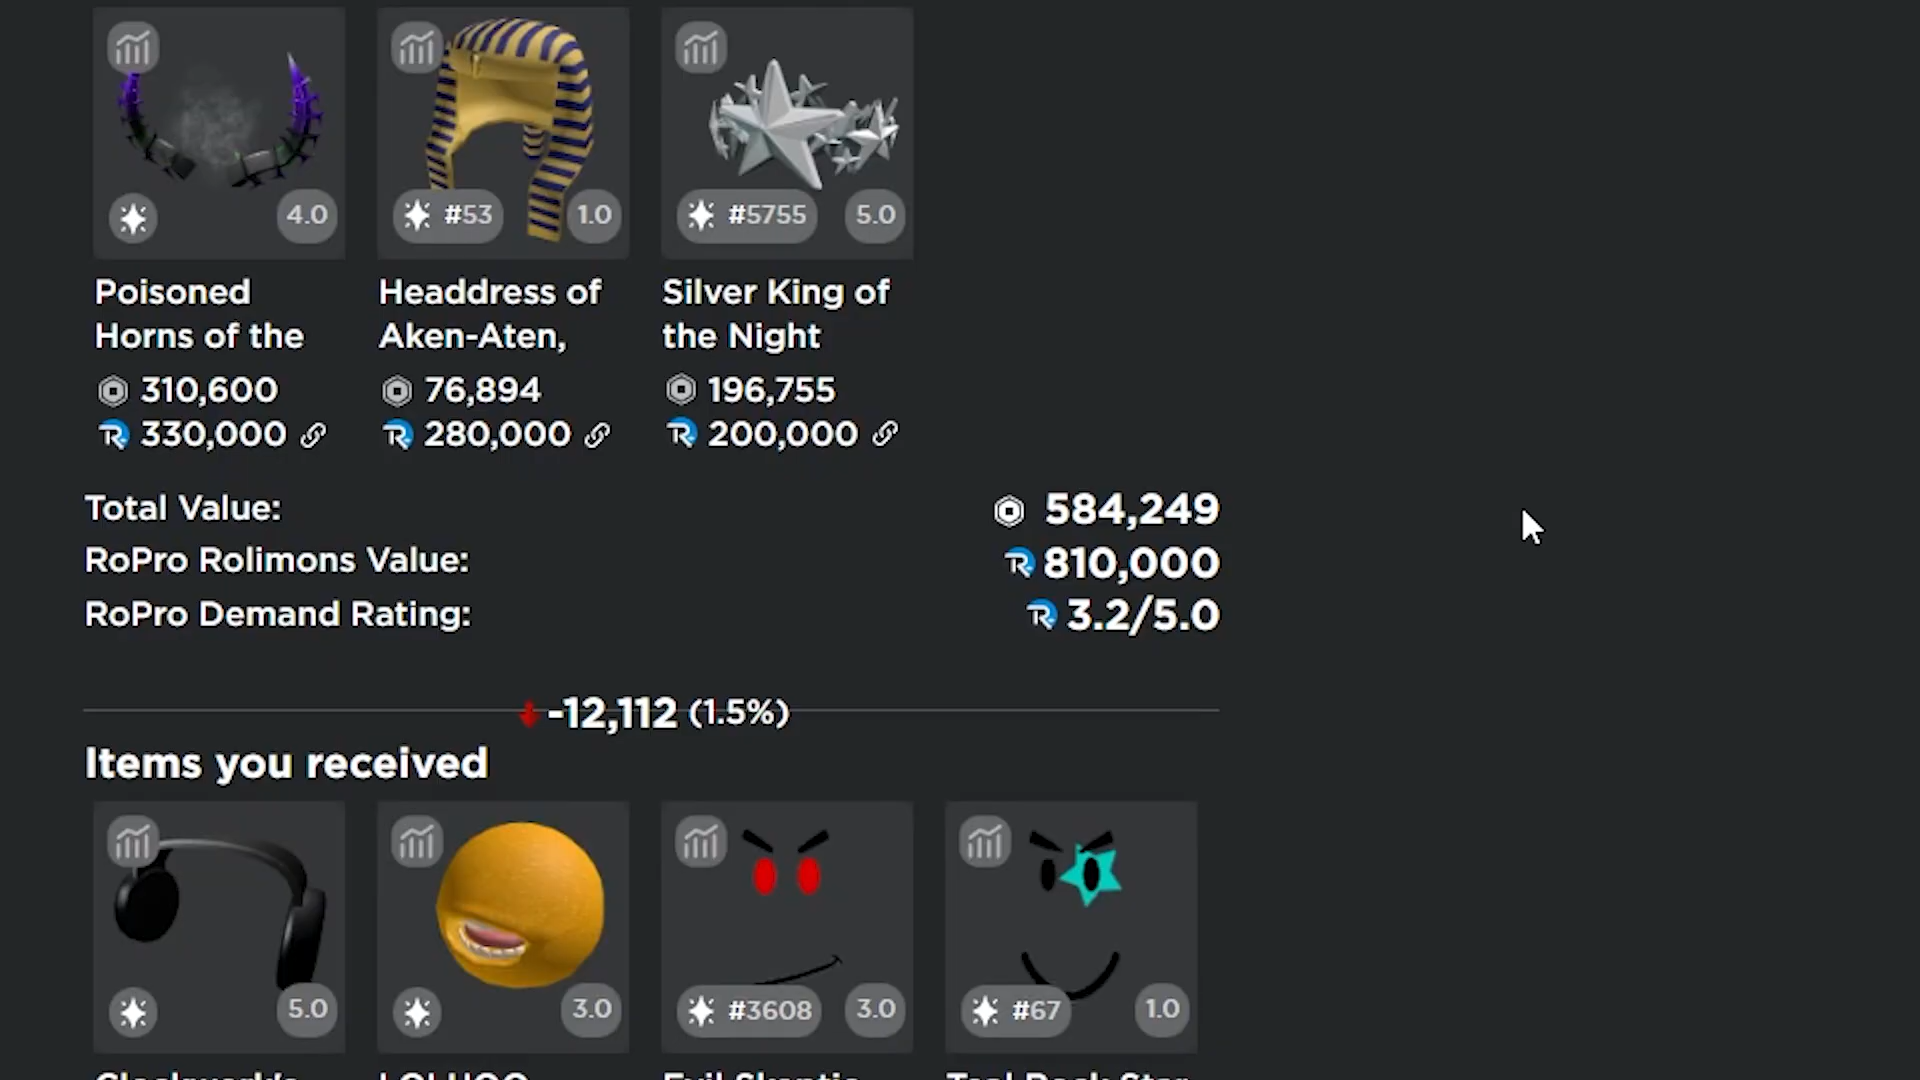 4.0
#53 1.0
#5755 5.0
Poisoned
Horns of the
310,600
330,000
Headdress of
Aken-Aten,
76,894
280,000
Silver King of
the Night
196,755
200,000
Total Value: 584,249
RoPro Rolimons Value: 810,000
RoPro Demand Rating: 3.2/5.0
-12,112 (1.5%)
Items you received
5.0
3.0
#3608 3.0
#67 1.0